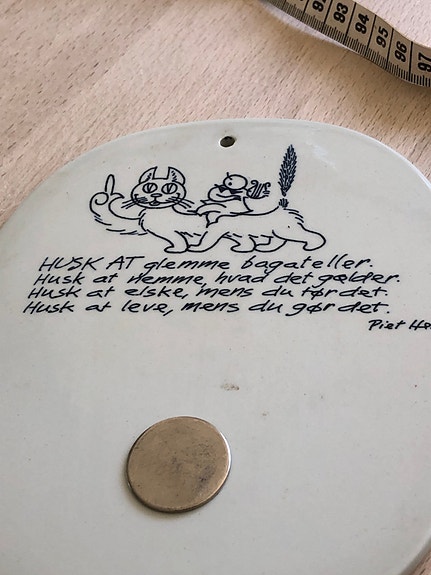 93 94 95 96 97
HUSK AT glemme bagateller.
Husk at nemme, hvad det gælder.
Husk at elske, mens du tør det.
Husk at leve, mens du gør det.
Piet